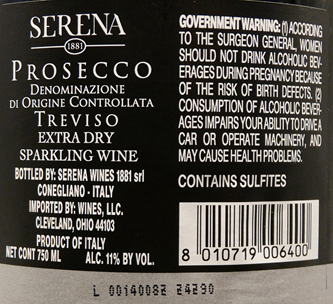 SERENA
1881
PROSECCO
DENOMINAZIONE
DI ORIGINE CONTROLLATA
TREVISO
EXTRA DRY
SPARKLING WINE
BOTTLED BY: SERENA WINES 1881 srl
CONEGLIANO - ITALY
IMPORTED BY: WINES, LLC.
CLEVELAND, OHIO 44103
PRODUCT OF ITALY
NET CONT 750 ML ALC. 11% BY VOL.
GOVERNMENT WARNING: (1) ACCORDING
TO THE SURGEON GENERAL, WOMEN
SHOULD NOT DRINK ALCOHOLIC BEV-
ERAGES DURING PREGNANCY BECAUSE
OF THE RISK OF BIRTH DEFECTS. (2)
CONSUMPTION OF ALCOHOLIC BEVER-
AGES IMPAIRS YOUR ABILITY TO DRIVE A
CAR OR OPERATE MACHINERY, AND
MAY CAUSE HEALTH PROBLEMS.
CONTAINS SULFITES
8 010719 006400
L